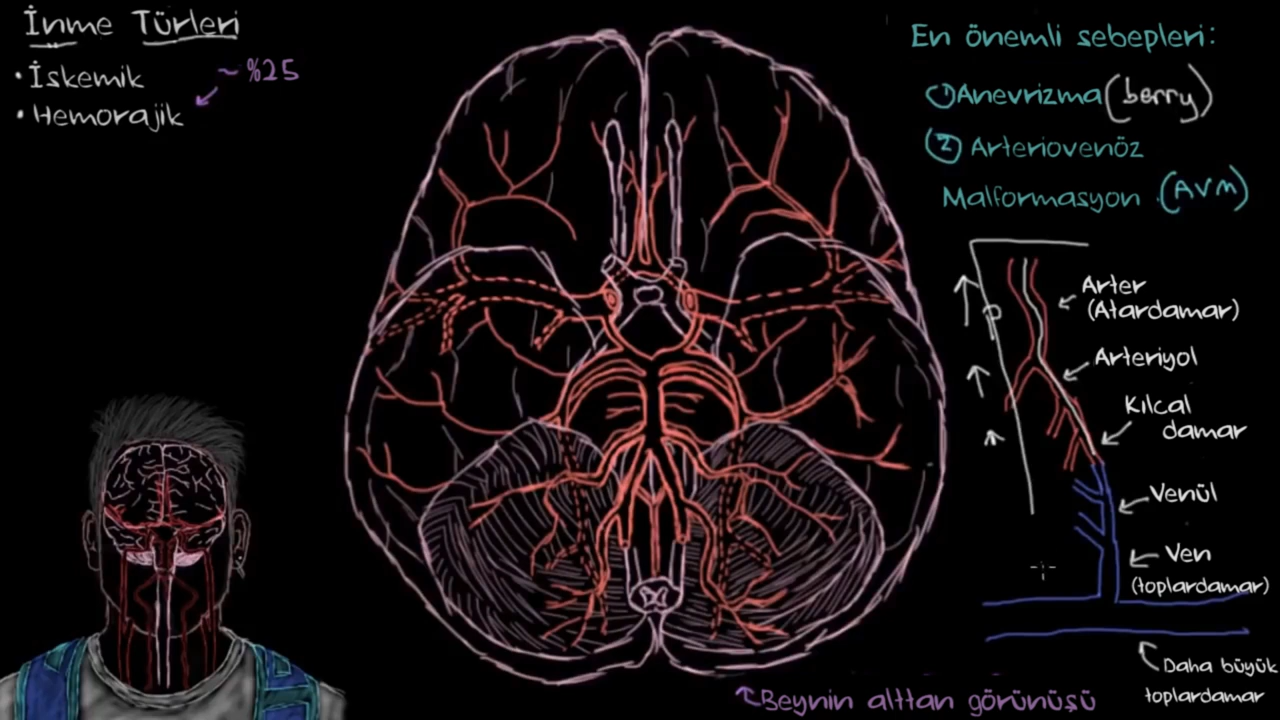 İnme Türleri
• İskemik
~ %25
• Hemorajik
En önemli sebepleri:
① Anevrizma (berry)
② Arteriovenöz
Malformasyon (AVM)
P
Arter
(Atardamar)
Arteriyol
Kılcal
damar
Venül
Ven
(toplardamar)
Daha büyük
toplardamar
Beynin alttan görünüşü